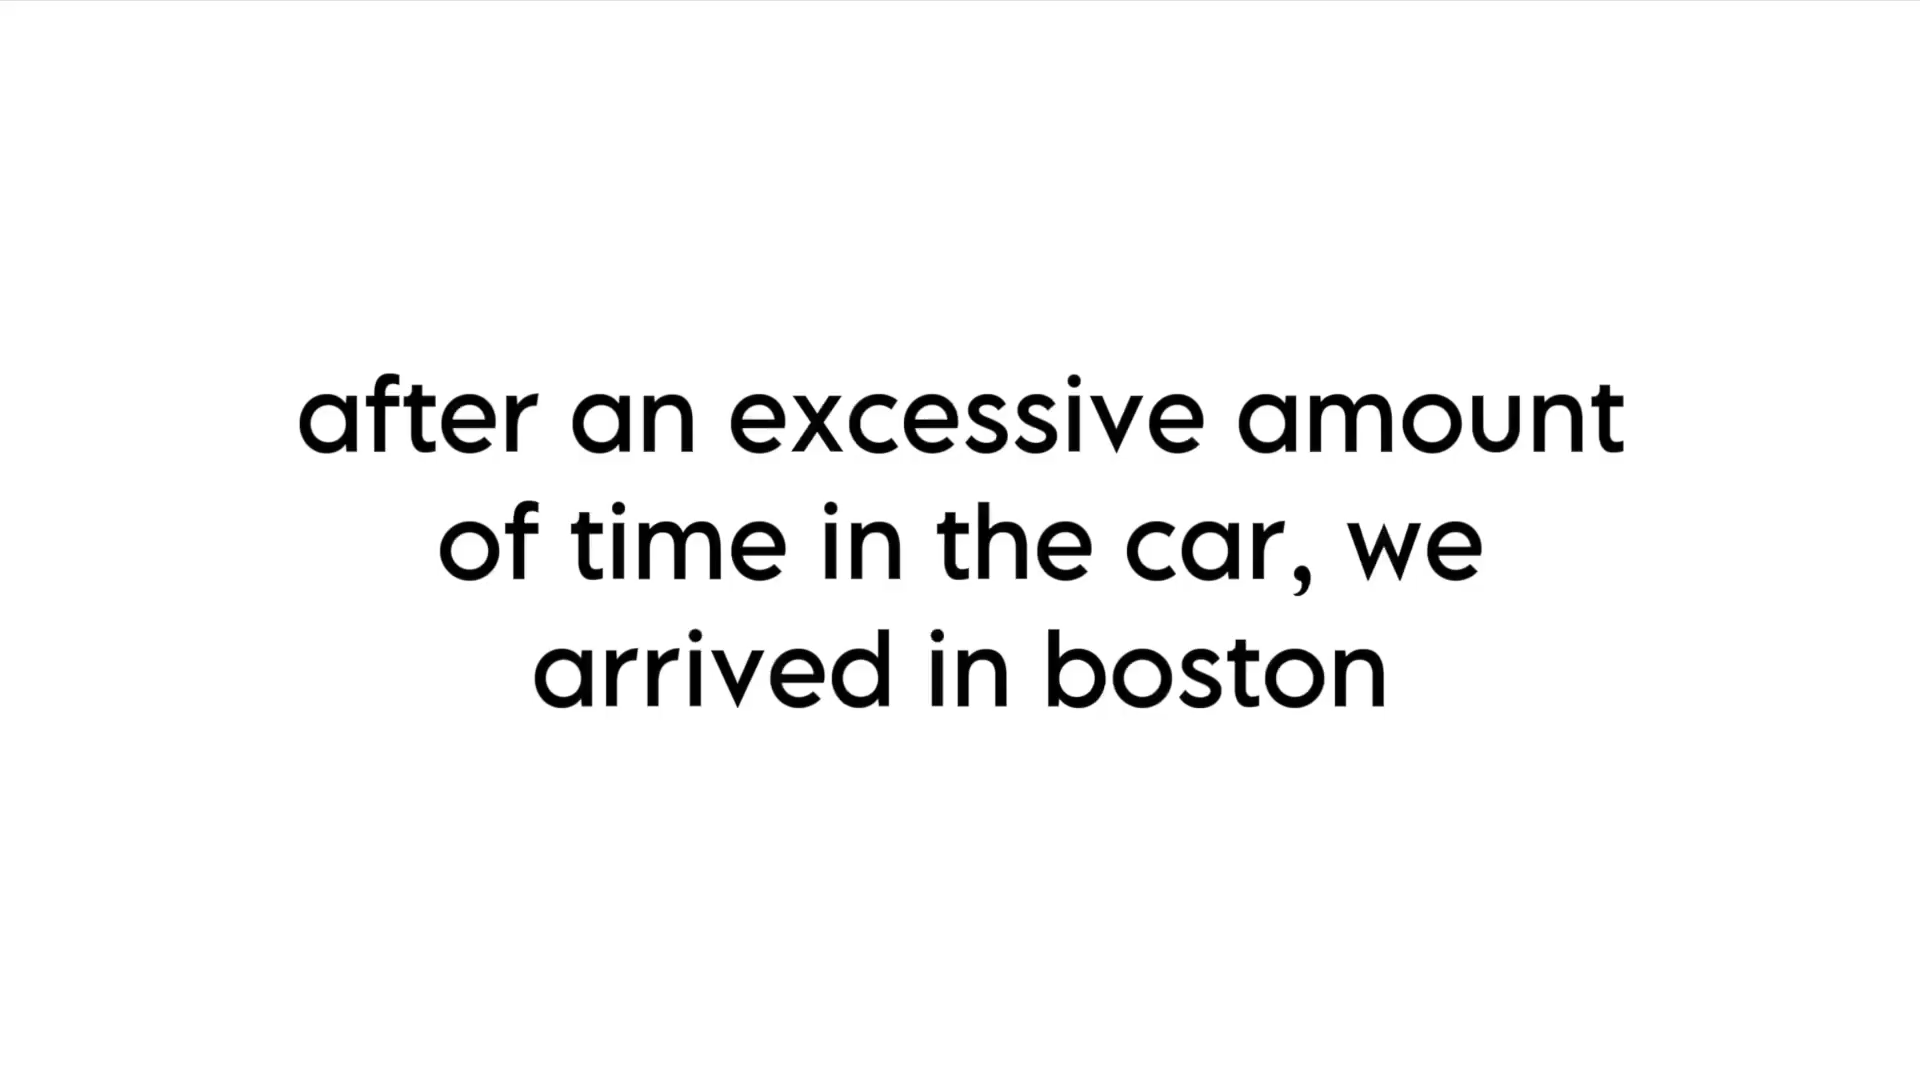 after an excessive amount
of time in the car, we
arrived in boston